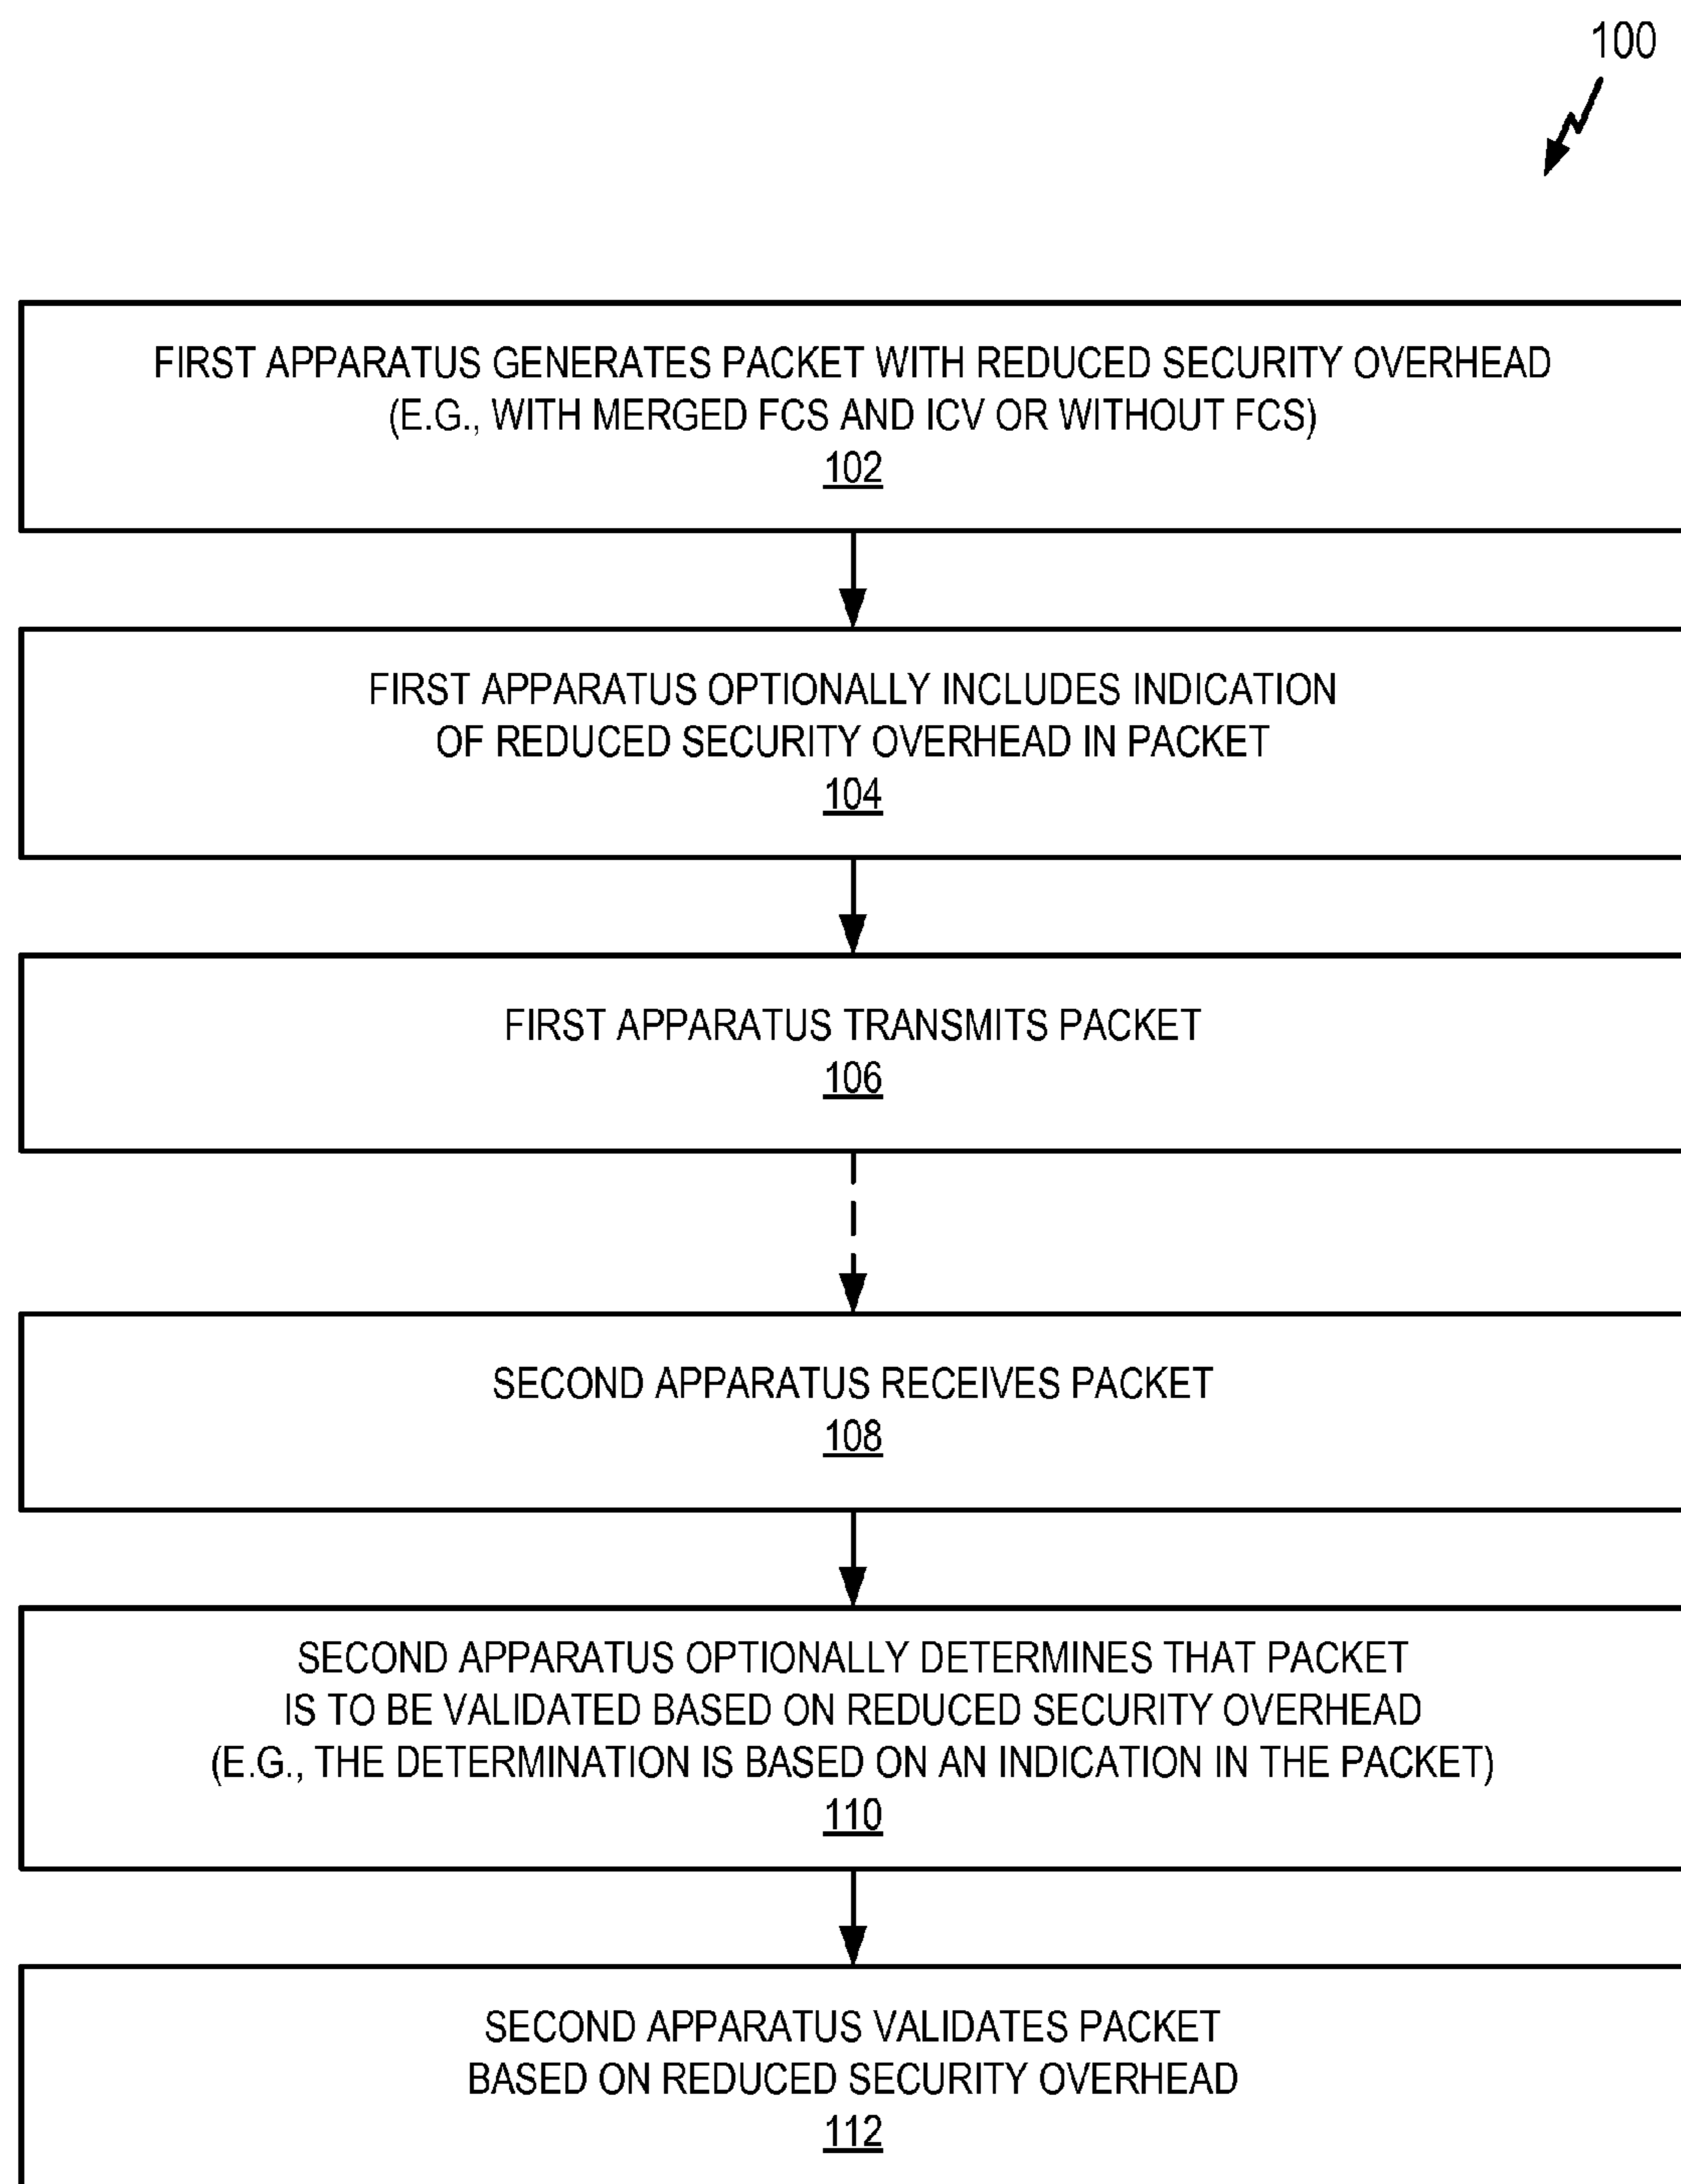 100
FIRST APPARATUS GENERATES PACKET WITH REDUCED SECURITY OVERHEAD
(E.G., WITH MERGED FCS AND ICV OR WITHOUT FCS)
102
FIRST APPARATUS OPTIONALLY INCLUDES INDICATION
OF REDUCED SECURITY OVERHEAD IN PACKET
104
FIRST APPARATUS TRANSMITS PACKET
106
SECOND APPARATUS RECEIVES PACKET
108
SECOND APPARATUS OPTIONALLY DETERMINES THAT PACKET
IS TO BE VALIDATED BASED ON REDUCED SECURITY OVERHEAD
(E.G., THE DETERMINATION IS BASED ON AN INDICATION IN THE PACKET)
110
SECOND APPARATUS VALIDATES PACKET
BASED ON REDUCED SECURITY OVERHEAD
112